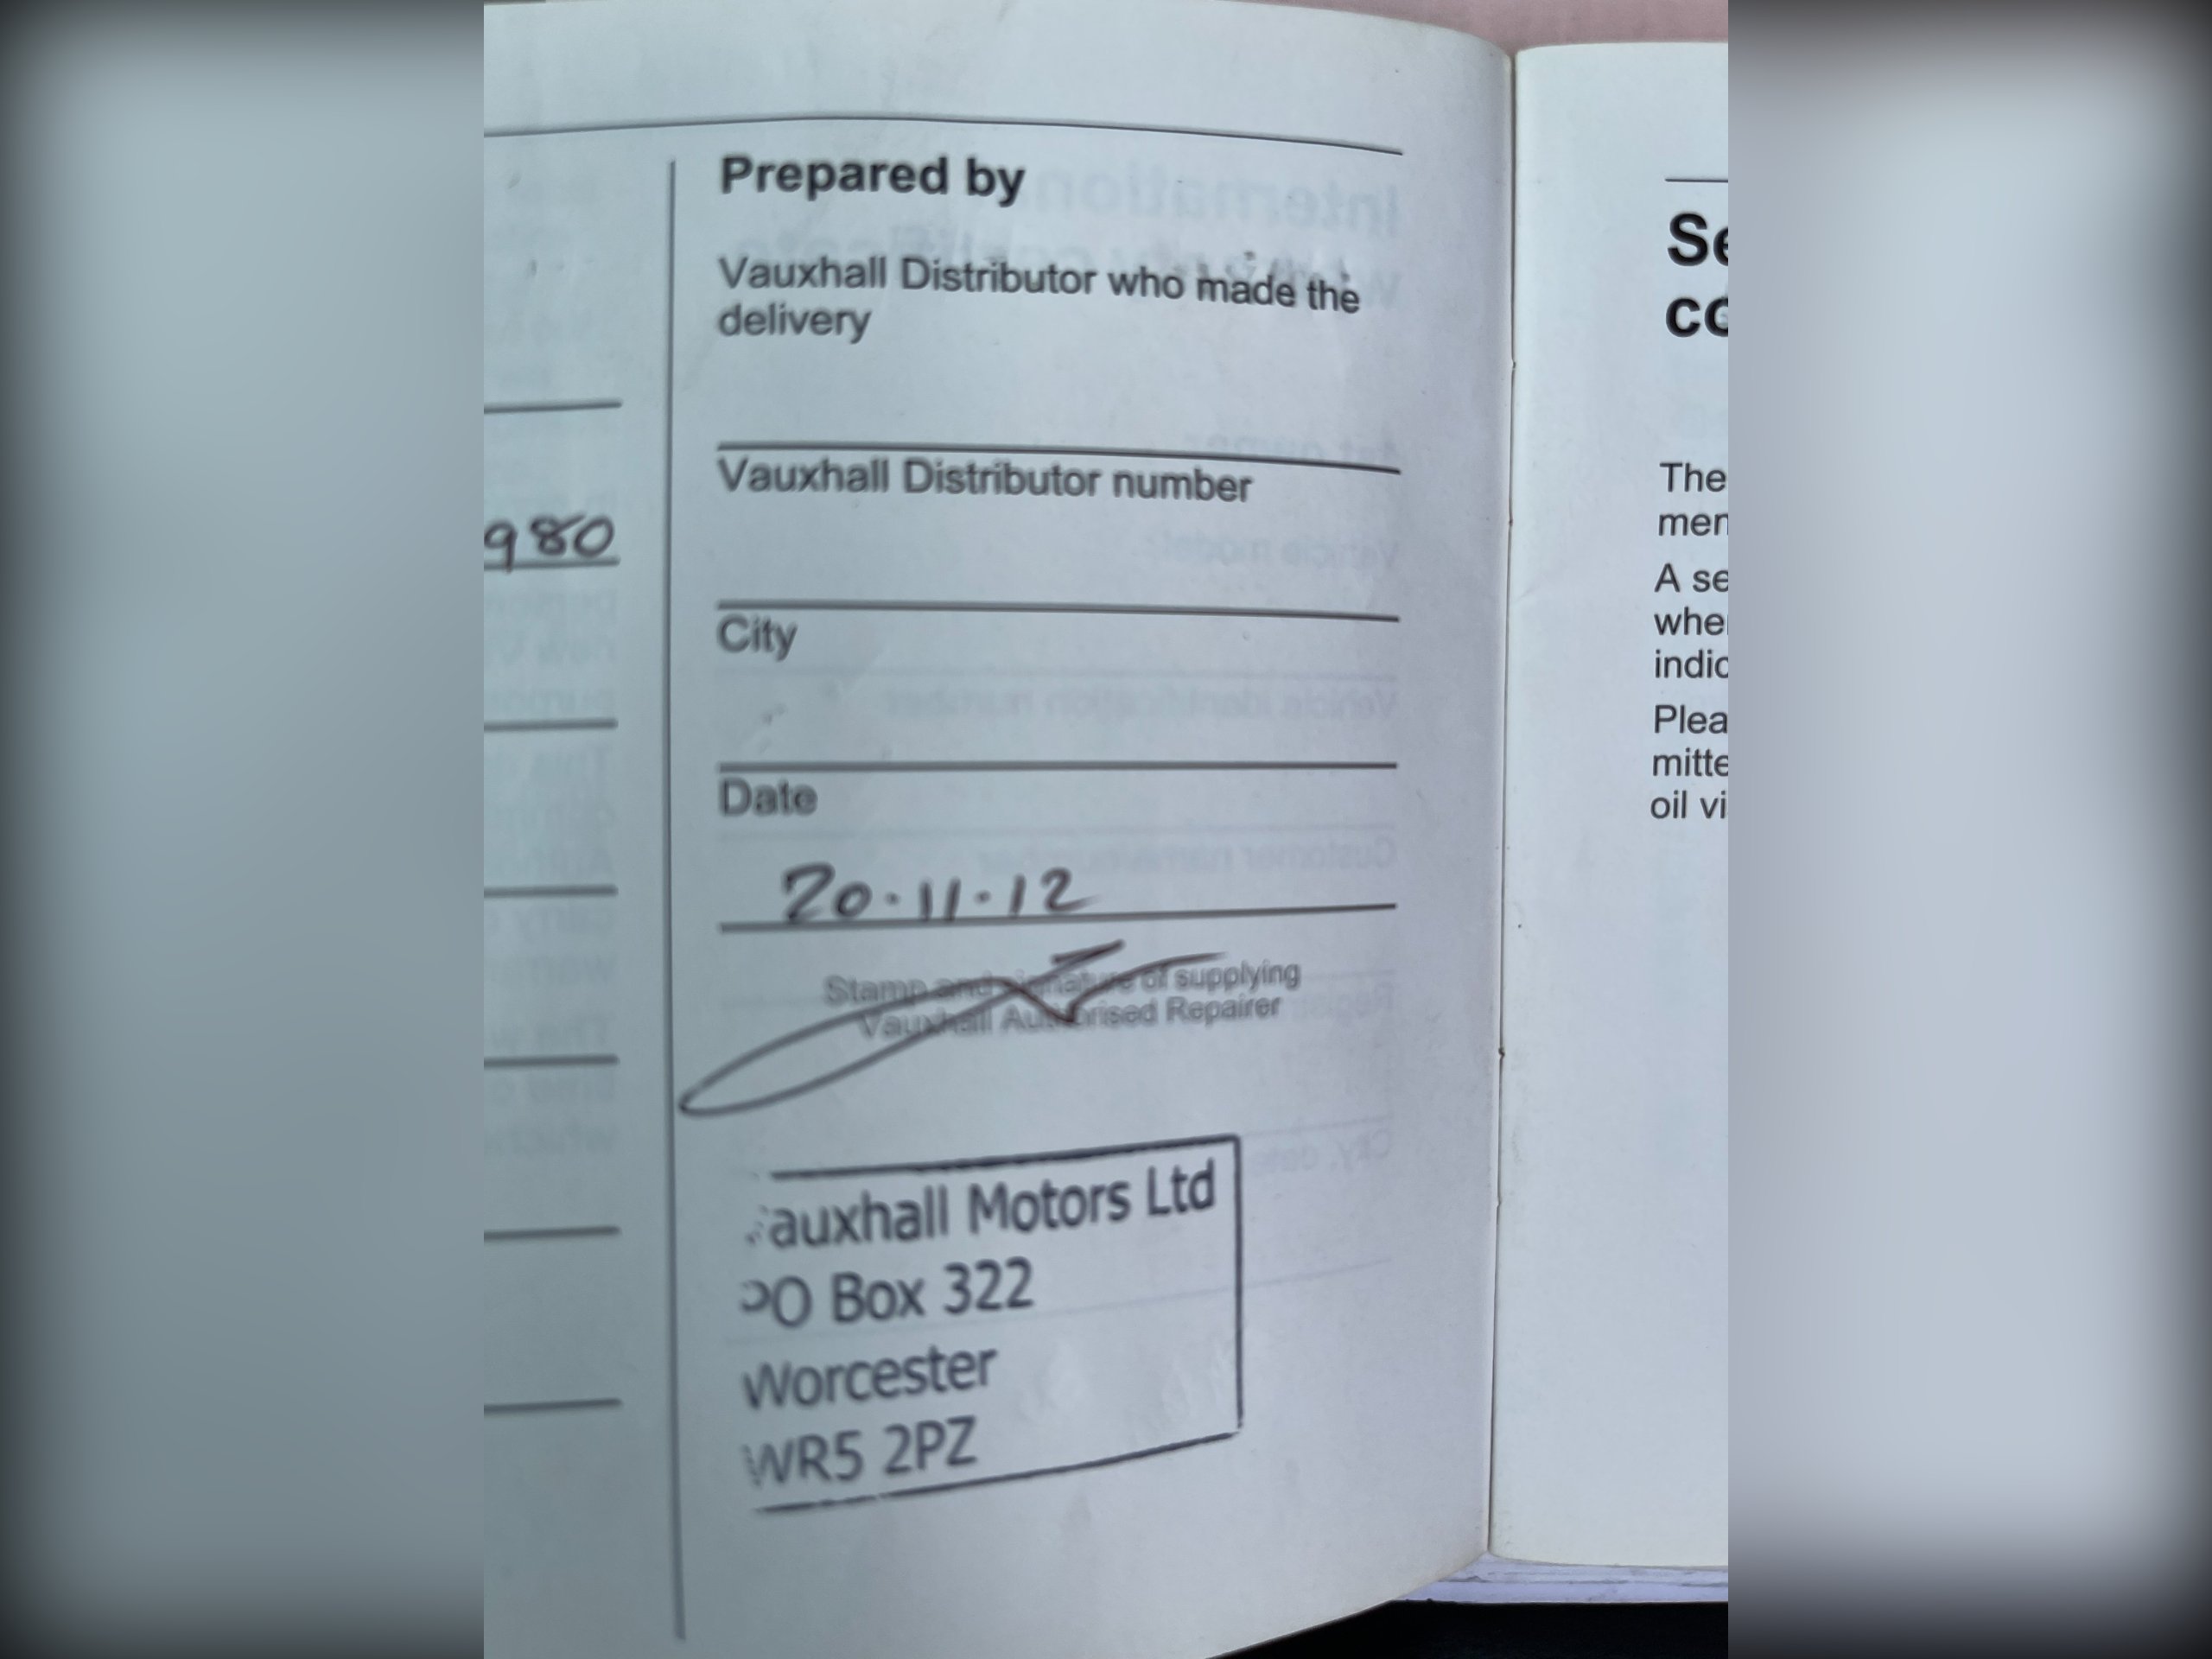 980
Prepared by
Vauxhall Distributor who made the
delivery
Vauxhall Distributor number
City
Date
20.11.12
Stamp and signature of supplying
Vauxhall Authorised Repairer
auxhall Motors Ltd
PO Box 322
Worcester
WR5 2PZ
Se
co
The
men
A se
whe
indic
Plea
mitte
oil vi